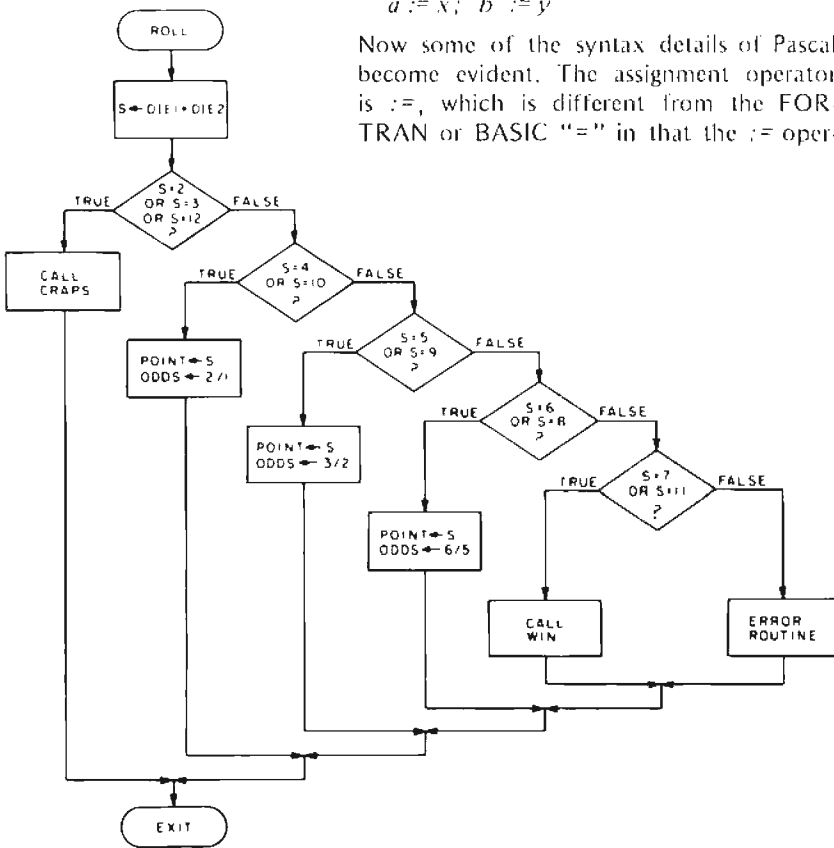 a := x; b := y
Now some of the syntax details of Pascal
become evident. The assignment operator
is :=, which is different from the FOR-
TRAN or BASIC "=" in that the := oper-
ROLL
S←DIE1+DIE2
S=2
OR S=3
OR S=12
?
TRUE
FALSE
CALL
CRAPS
S=4
OR S=10
?
TRUE
FALSE
POINT←S
ODDS←2/1
S=5
OR S=9
?
TRUE
FALSE
POINT←S
ODDS←3/2
S=6
OR S=8
?
TRUE
FALSE
POINT←S
ODDS←6/5
S=7
OR S=11
?
TRUE
FALSE
CALL
WIN
ERROR
ROUTINE
EXIT